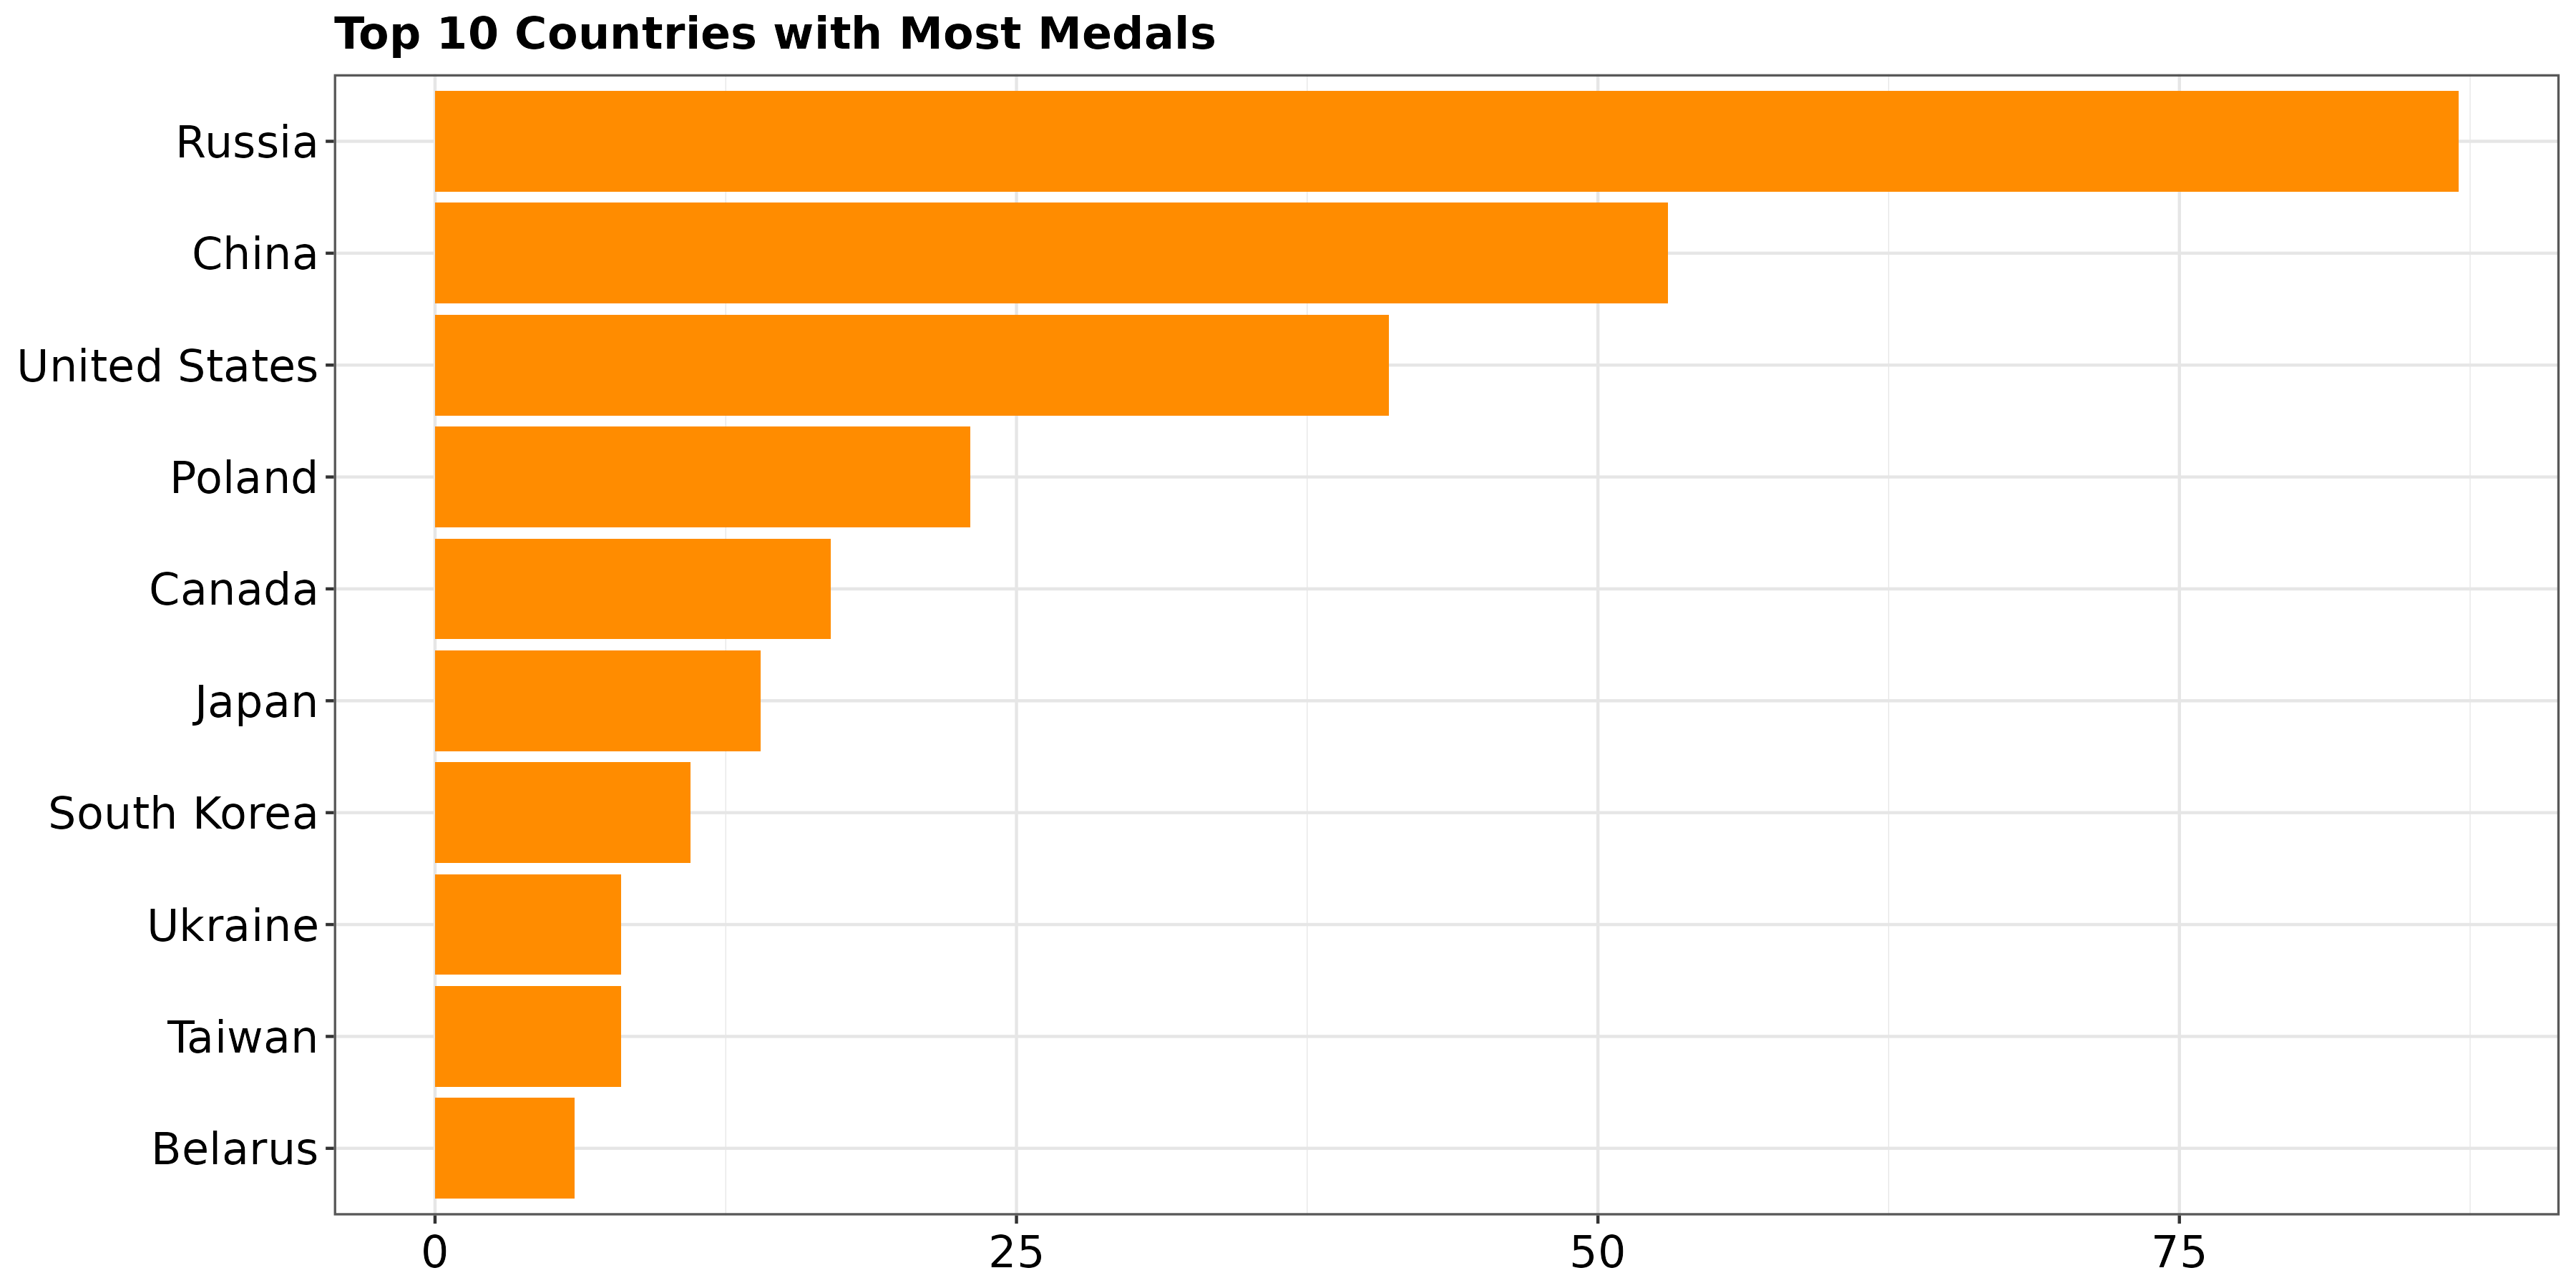 Top 10 Countries with Most Medals
Russia
China
United States
Poland
Canada
Japan
South Korea
Ukraine
Taiwan
Belarus
0 25 50 75